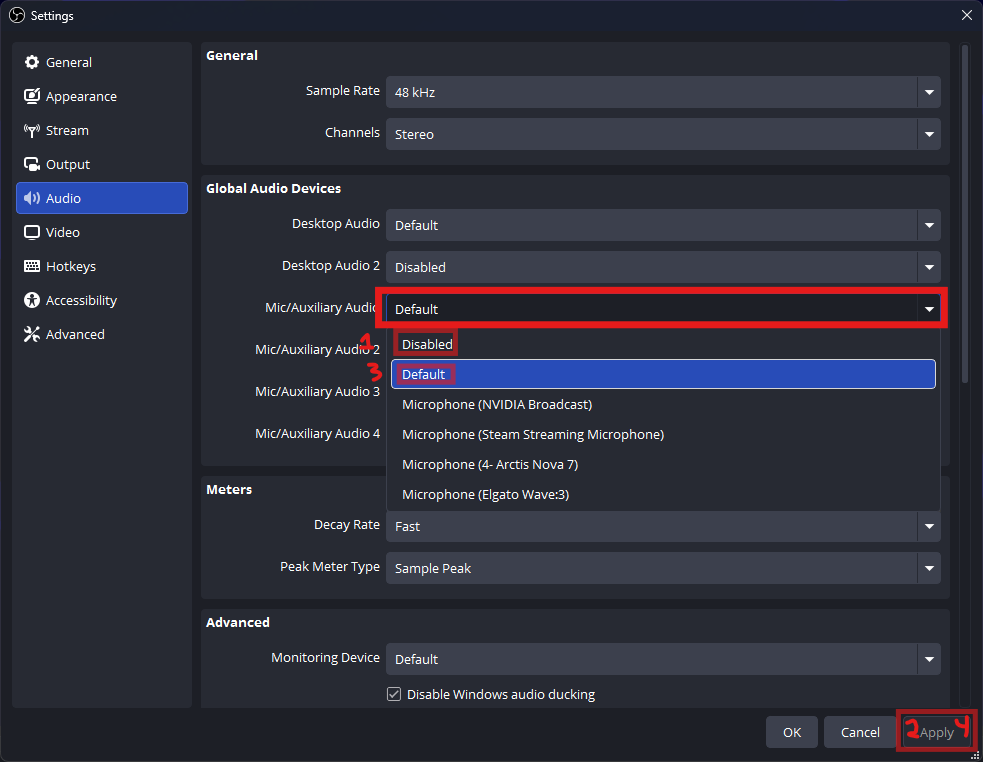 Settings
General
Appearance
Stream
Output
Audio
Video
Hotkeys
Accessibility
Advanced
General
Sample Rate 48 kHz
Channels Stereo
Global Audio Devices
Desktop Audio Default
Desktop Audio 2 Disabled
Mic/Auxiliary Audio Default
1 Disabled
Mic/Auxiliary Audio 2
3 Default
Mic/Auxiliary Audio 3
Microphone (NVIDIA Broadcast)
Mic/Auxiliary Audio 4
Microphone (Steam Streaming Microphone)
Microphone (4- Arctis Nova 7)
Microphone (Elgato Wave:3)
Meters
Decay Rate Fast
Peak Meter Type Sample Peak
Advanced
Monitoring Device Default
Disable Windows audio ducking
OK Cancel 2 Apply 4